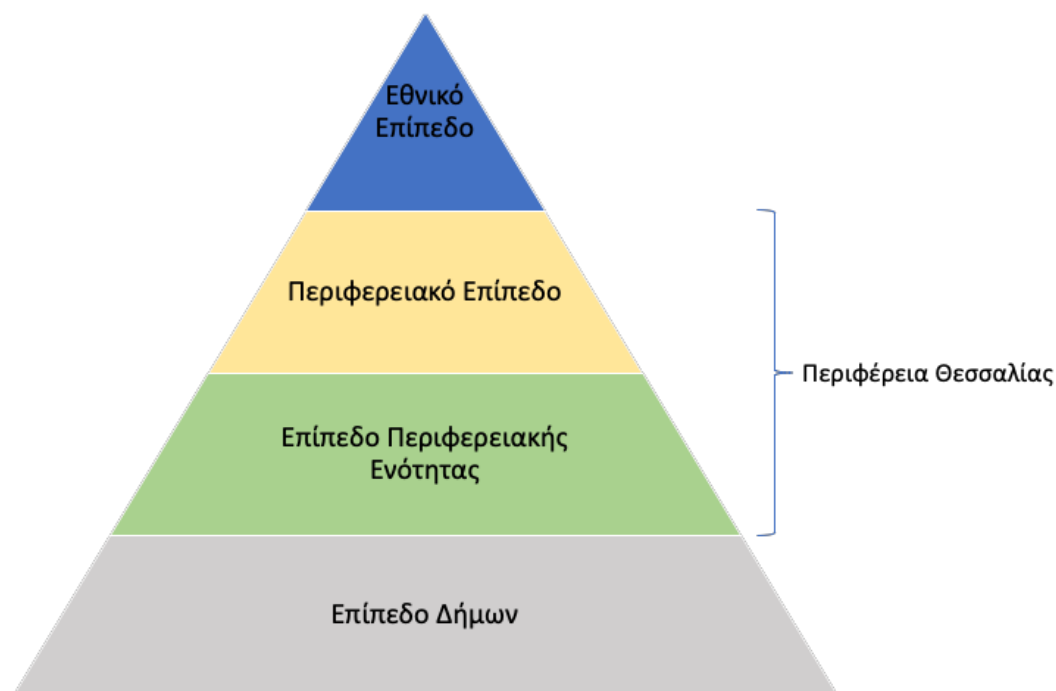 Εθνικό
Επίπεδο
Περιφερειακό Επίπεδο
Περιφέρεια Θεσσαλίας
Επίπεδο Περιφερειακής
Ενότητας
Επίπεδο Δήμων